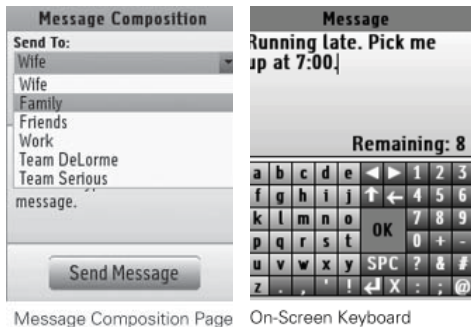 Message Composition
Send To:
Wife
Wife
Family
Friends
Work
Team DeLorme
Team Serious
message.
Send Message
Message Composition Page
Message
Running late. Pick me
up at 7:00.
Remaining: 8
a b c d e 1 2 3
f g h i j 4 5 6
k l m n o OK 7 8 9
p q r s t 0 + -
u v w x y SPC ? & #
z . , ' ! X : ; @
On-Screen Keyboard